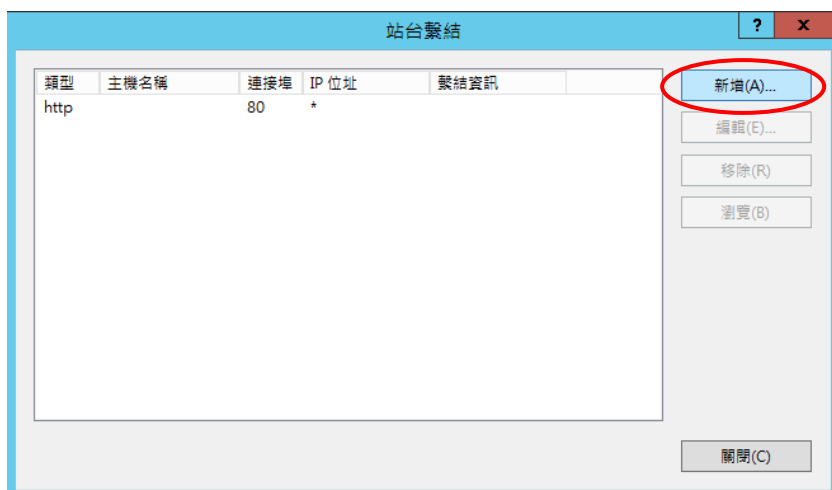 站台繫結
? x
類型 主機名稱 連接埠 IP 位址 繫結資訊
http 80 *
新增(A)...
編輯(E)...
移除(R)
瀏覽(B)
關閉(C)